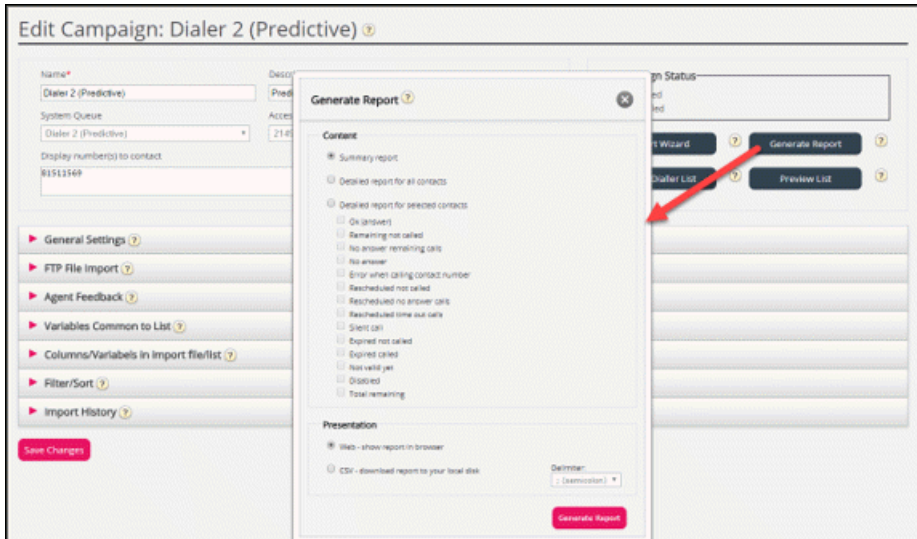 Edit Campaign: Dialer 2 (Predictive) ?
Name*
Dialer 2 (Predictive)
System Queue
Dialer 2 (Predictive)
Display number(s) to contact
81511569
Generate Report ?
Content
Summary report
Detailed report for all contacts
Detailed report for selected contacts
Ok (answer)
Remaining not called
No answer remaining calls
No answer
Error when calling contact number
Rescheduled not called
Rescheduled no answer calls
Rescheduled time out calls
Silent call
Expired not called
Expired called
Not valid yet
Disabled
Total remaining
Presentation
Web - show report in browser
CSV - download report to your local disk
Delimiter:
; (semicolon)
Generate Report
gn Status
t Wizard ? Generate Report ?
Dialler List ? Preview List ?
General Settings ?
FTP File Import ?
Agent Feedback ?
Variables Common to List ?
Columns/Variabels in import file/list ?
Filter/Sort ?
Import History ?
Save Changes